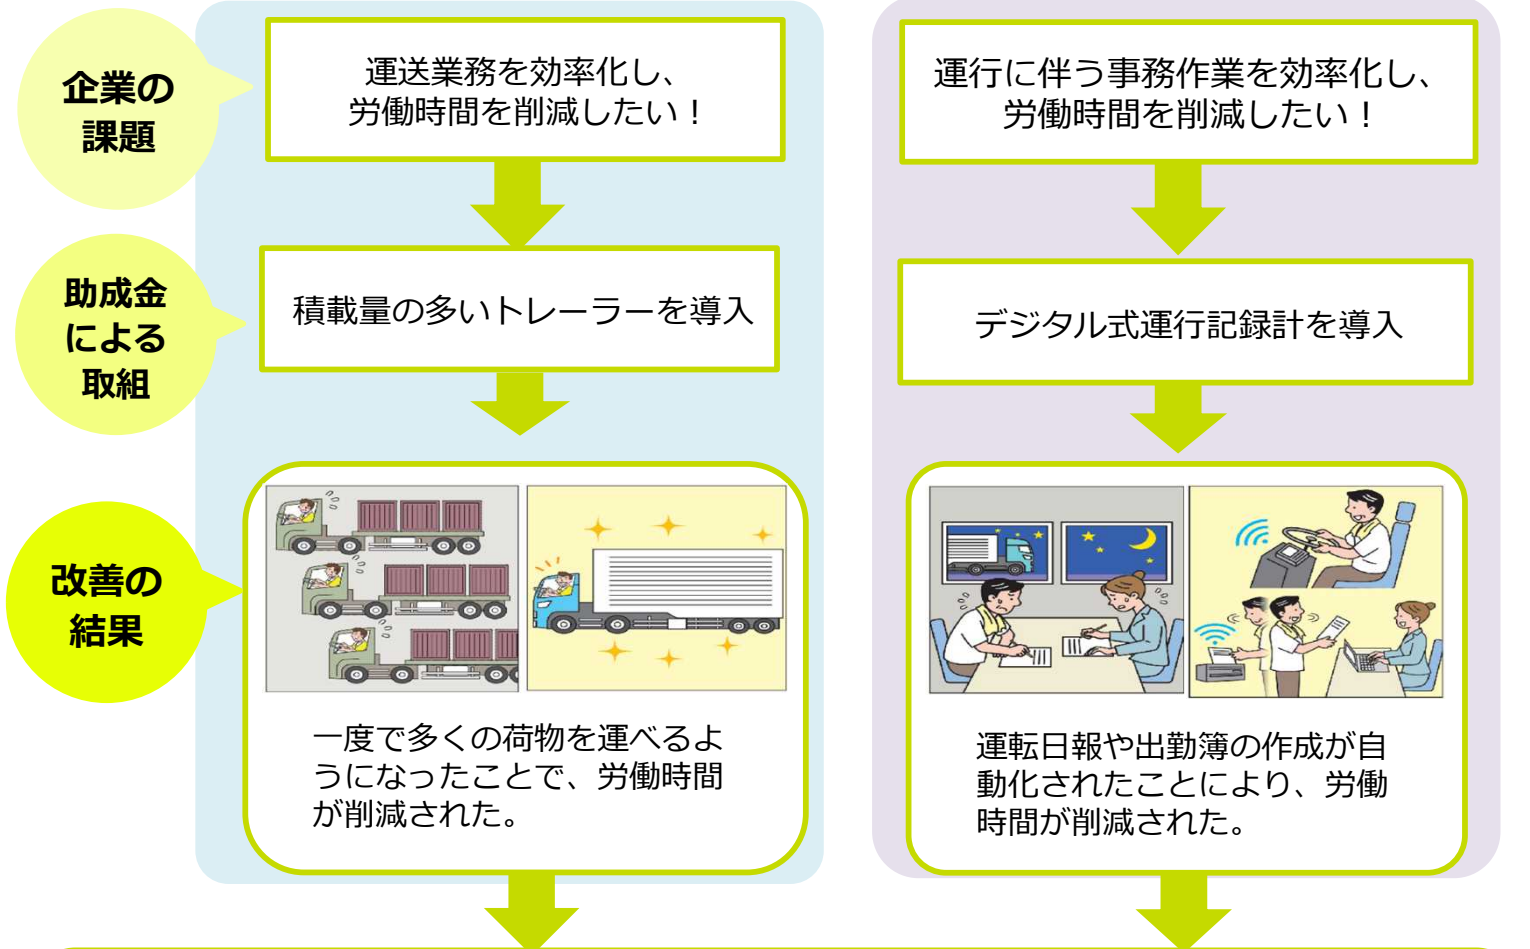 企業の
課題
運送業務を効率化し、
労働時間を削減したい！
運行に伴う事務作業を効率化し、
労働時間を削減したい！
助成金
による
取組
積載量の多いトレーラーを導入
デジタル式運行記録計を導入
改善の
結果
一度で多くの荷物を運べるよ
うになったことで、労働時間
が削減された。
運転日報や出勤簿の作成が自
動化されたことにより、労働
時間が削減された。